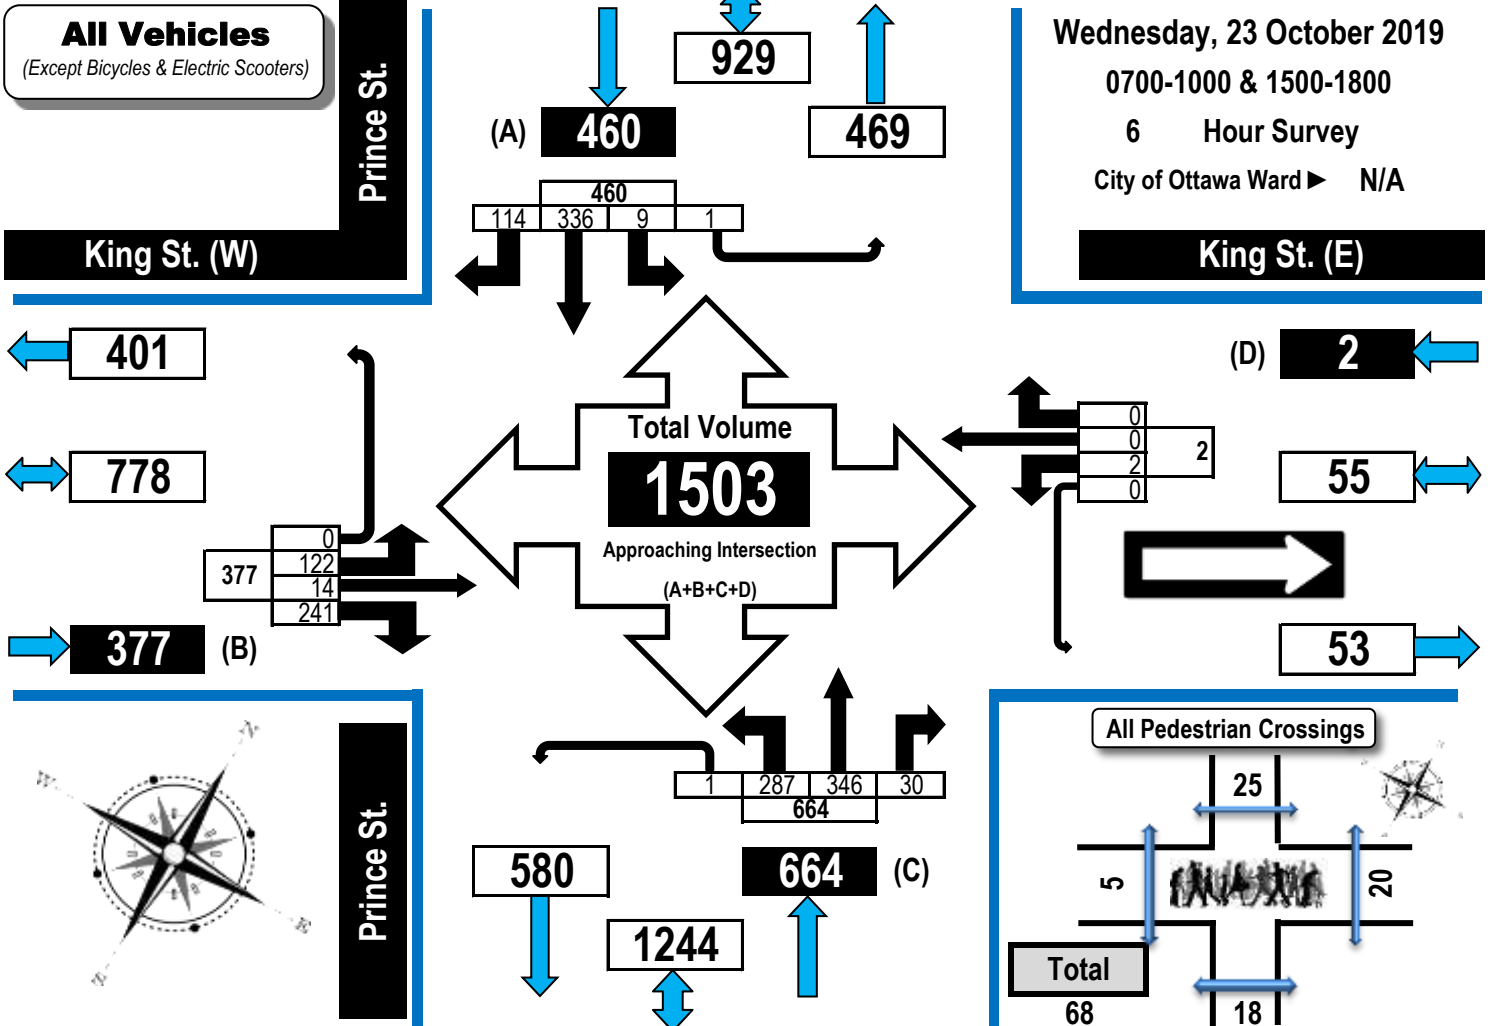 All Vehicles
(Except Bicycles & Electric Scooters)
Prince St.
King St. (W)
929
(A) 460
469
460
114 336 9 1
Wednesday, 23 October 2019
0700-1000 & 1500-1800
6 Hour Survey
City of Ottawa Ward ► N/A
King St. (E)
401
778
0
122
14
241
377
377 (B)
Total Volume
1503
Approaching Intersection
(A+B+C+D)
(D) 2
0
0
2
0
2
55
53
1 287 346 30
664
580
664 (C)
1244
Prince St.
N
W
E
S
All Pedestrian Crossings
25
5
20
18
Total
68